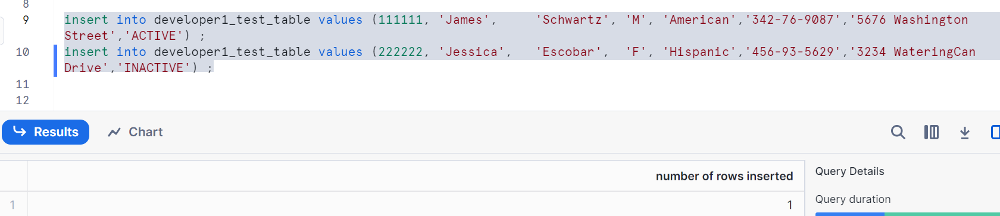 8
9 insert into developer1_test_table values (111111, 'James', 'Schwartz', 'M', 'American','342-76-9087','5676 Washington
Street','ACTIVE') ;
10 insert into developer1_test_table values (222222, 'Jessica', 'Escobar', 'F', 'Hispanic','456-93-5629','3234 WateringCan
Drive','INACTIVE') ;
11
12
Results Chart
number of rows inserted
1 1
Query Details
Query duration